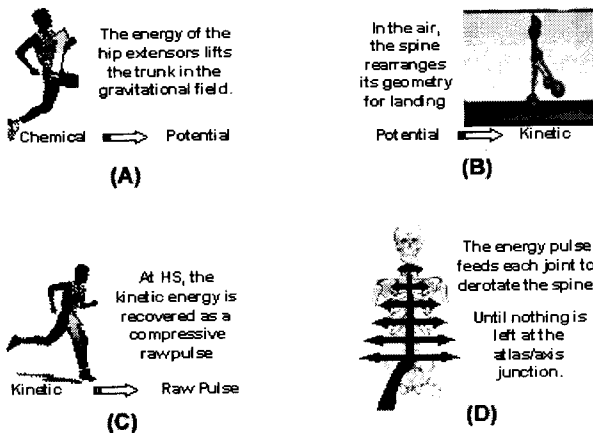 The energy of the
hip extensors lifts
the trunk in the
gravitational field.
Chemical Potential
(A)
In the air,
the spine
rearranges
its geometry
for landing
Potential Kinetic
(B)
At HS, the
kinetic energy is
recovered as a
compressive
rawpulse
Kinetic Raw Pulse
(C)
The energy pulse
feeds each joint to
derotate the spine
Until nothing is
left at the
atlas/axis
junction.
(D)